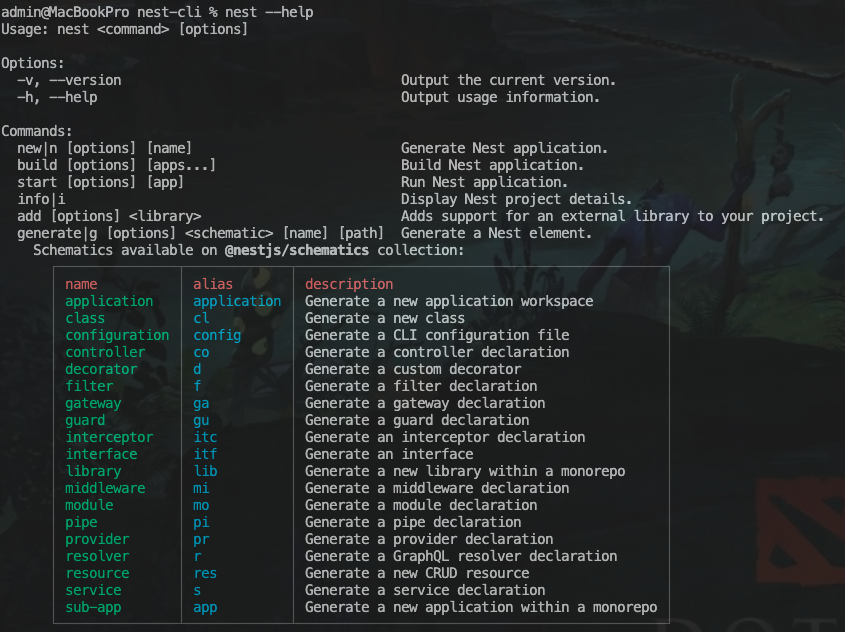 admin@MacBookPro nest-cli % nest --help
Usage: nest <command> [options]
Options:
-v, --version Output the current version.
-h, --help Output usage information.
Commands:
new|n [options] [name] Generate Nest application.
build [options] [apps...] Build Nest application.
start [options] [app] Run Nest application.
info|i Display Nest project details.
add [options] <library> Adds support for an external library to your project.
generate|g [options] <schematic> [name] [path] Generate a Nest element.
Schematics available on @nestjs/schematics collection:
name alias description
application application Generate a new application workspace
class cl Generate a new class
configuration config Generate a CLI configuration file
controller co Generate a controller declaration
decorator d Generate a custom decorator
filter f Generate a filter declaration
gateway ga Generate a gateway declaration
guard gu Generate a guard declaration
interceptor itc Generate an interceptor declaration
interface itf Generate an interface
library lib Generate a new library within a monorepo
middleware mi Generate a middleware declaration
module mo Generate a module declaration
pipe pi Generate a pipe declaration
provider pr Generate a provider declaration
resolver r Generate a GraphQL resolver declaration
resource res Generate a new CRUD resource
service s Generate a service declaration
sub-app app Generate a new application within a monorepo